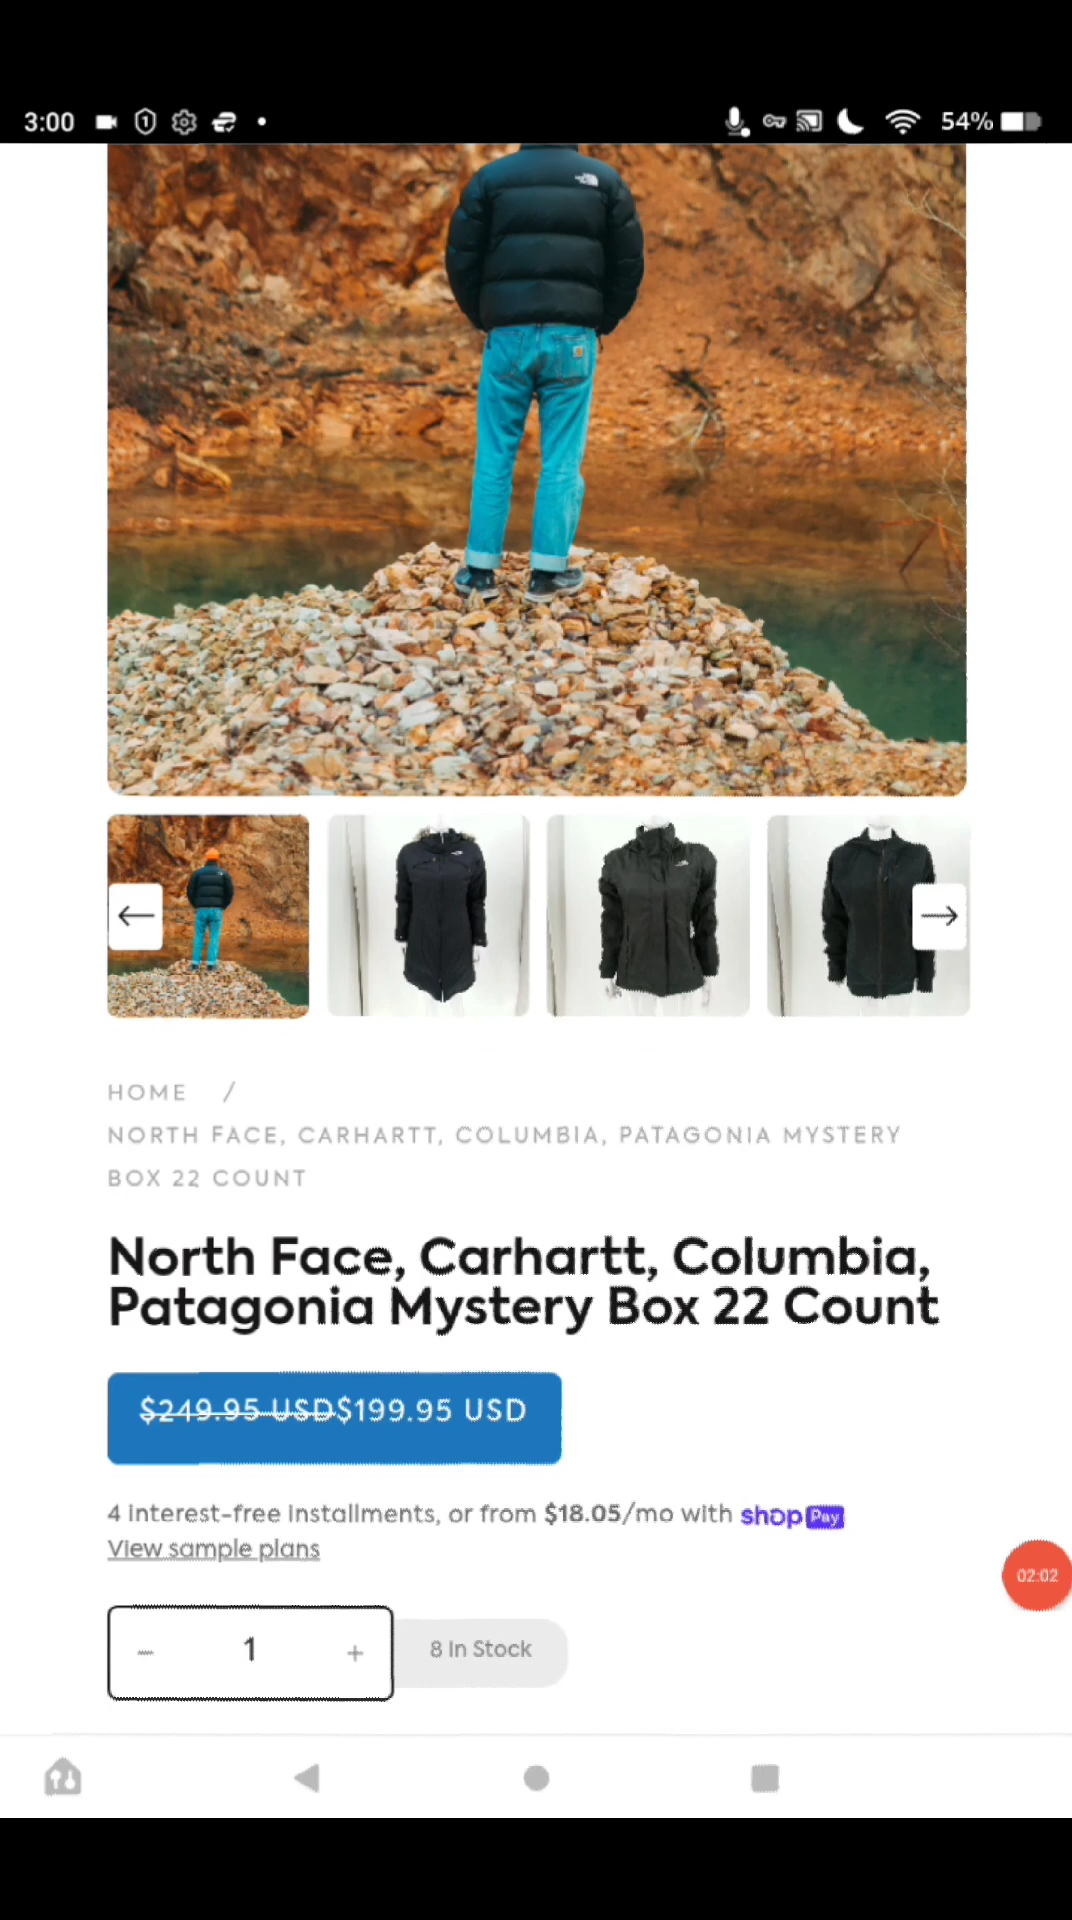 3:00
54%
HOME /
NORTH FACE, CARHARTT, COLUMBIA, PATAGONIA MYSTERY
BOX 22 COUNT
North Face, Carhartt, Columbia,
Patagonia Mystery Box 22 Count
$249.95 USD$199.95 USD
4 interest-free installments, or from $18.05/mo with shop Pay
View sample plans
02:02
− 1 +
8 In Stock